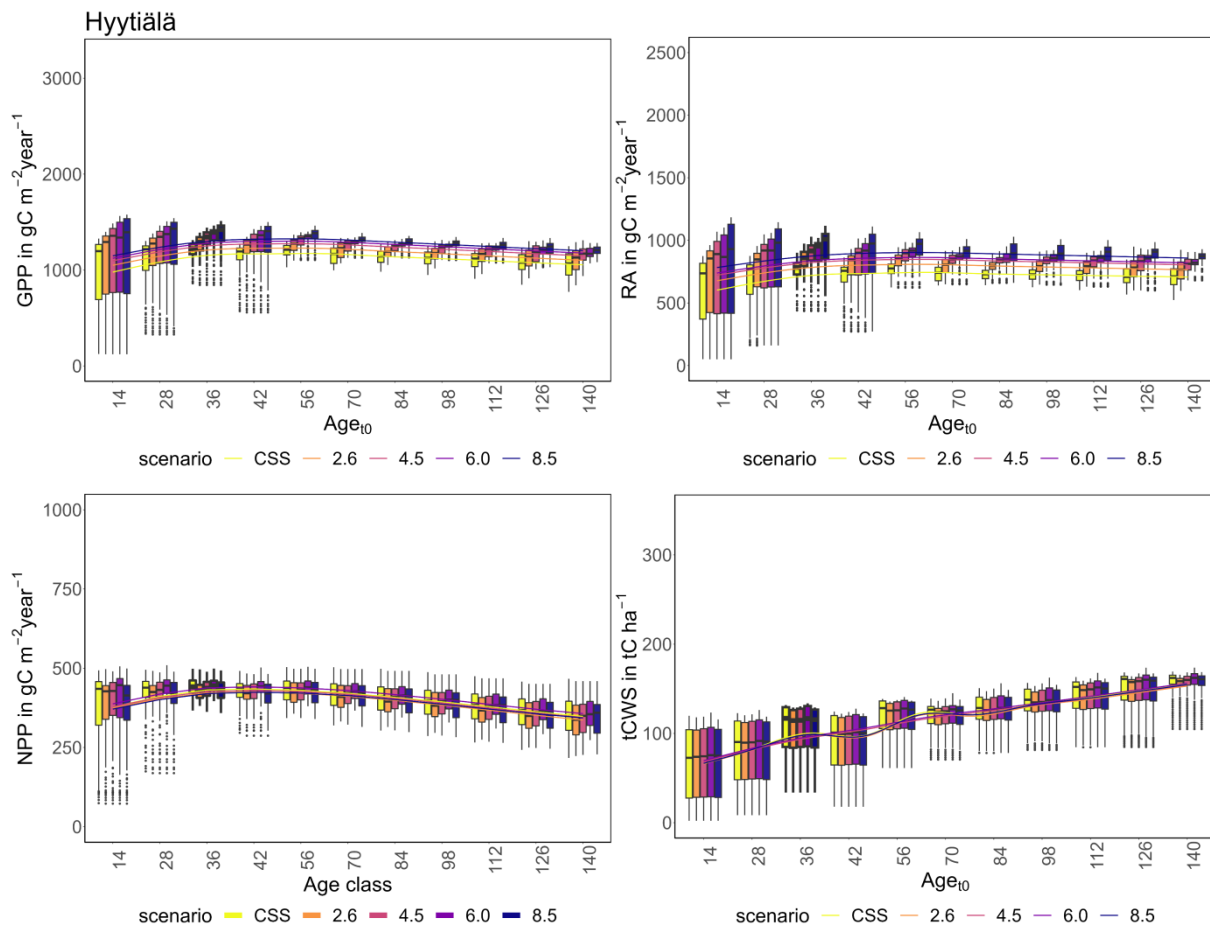 Hyytiälä
GPP in gC m−2year−1
3000
2000
1000
0
14 28 36 42 56 70 84 98 112 126 140
Aget0
scenario CSS 2.6 4.5 6.0 8.5
RA in gC m−2year−1
2500
2000
1500
1000
500
0
14 28 36 42 56 70 84 98 112 126 140
Aget0
scenario CSS 2.6 4.5 6.0 8.5
NPP in gC m−2year−1
1000
750
500
250
0
14 28 36 42 56 70 84 98 112 126 140
Age class
scenario CSS 2.6 4.5 6.0 8.5
tCWS in tC ha−1
300
200
100
0
14 28 36 42 56 70 84 98 112 126 140
Aget0
scenario CSS 2.6 4.5 6.0 8.5